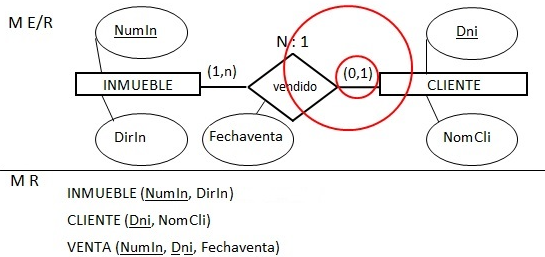 M E/R
NumIn
Dni
N : 1
(1,n)
(0,1)
INMUEBLE
vendido
CLIENTE
DirIn
Fechaventa
NomCli
M R
INMUEBLE (NumIn, DirIn)
CLIENTE (Dni, NomCli)
VENTA (NumIn, Dni, Fechaventa)